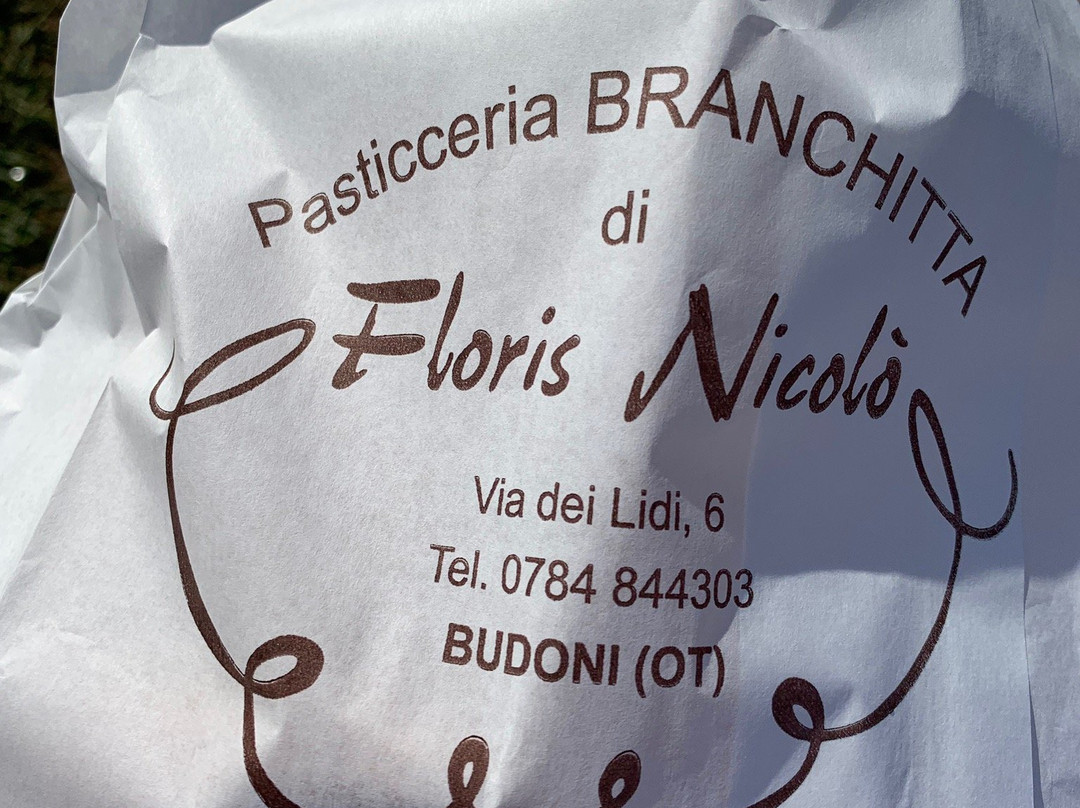 Pasticceria BRANCHITTA
di
Floris Nicolò
Via dei Lidi, 6
Tel. 0784 844303
BUDONI (OT)